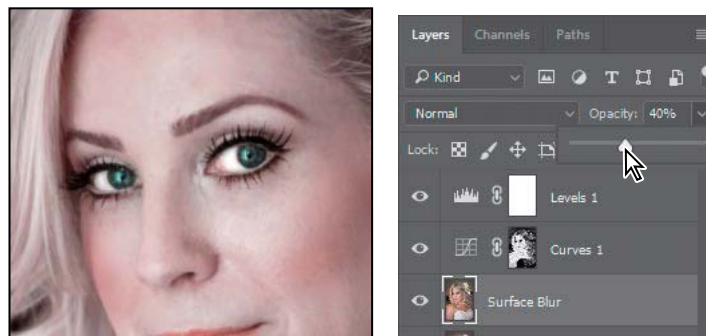 Layers Channels Paths
Kind
Normal Opacity: 40%
Lock:
Levels 1
Curves 1
Surface Blur